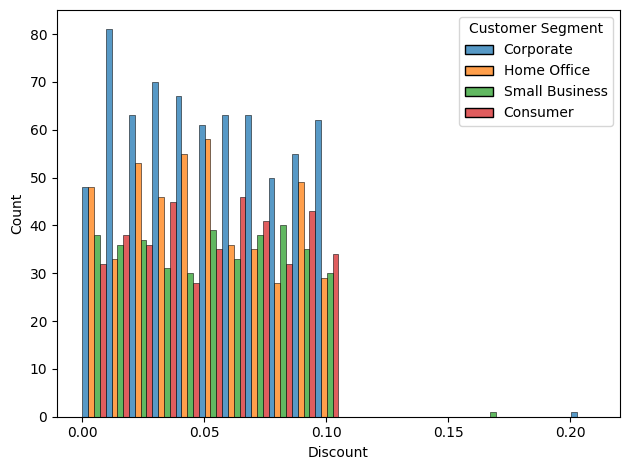 Customer Segment
Corporate
Home Office
Small Business
Consumer
Count
80
70
60
50
40
30
20
10
0
0.00 0.05 0.10 0.15 0.20
Discount